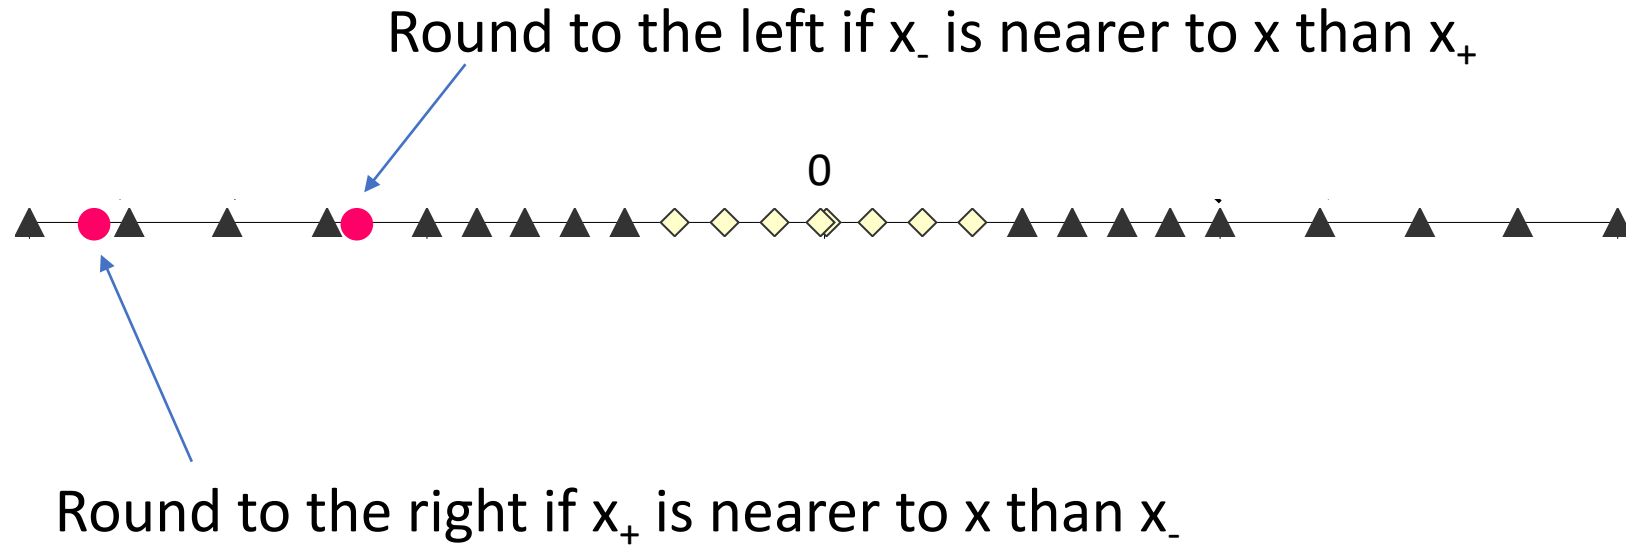 Round to the left if x₋ is nearer to x than x₊
0
Round to the right if x₊ is nearer to x than x₋